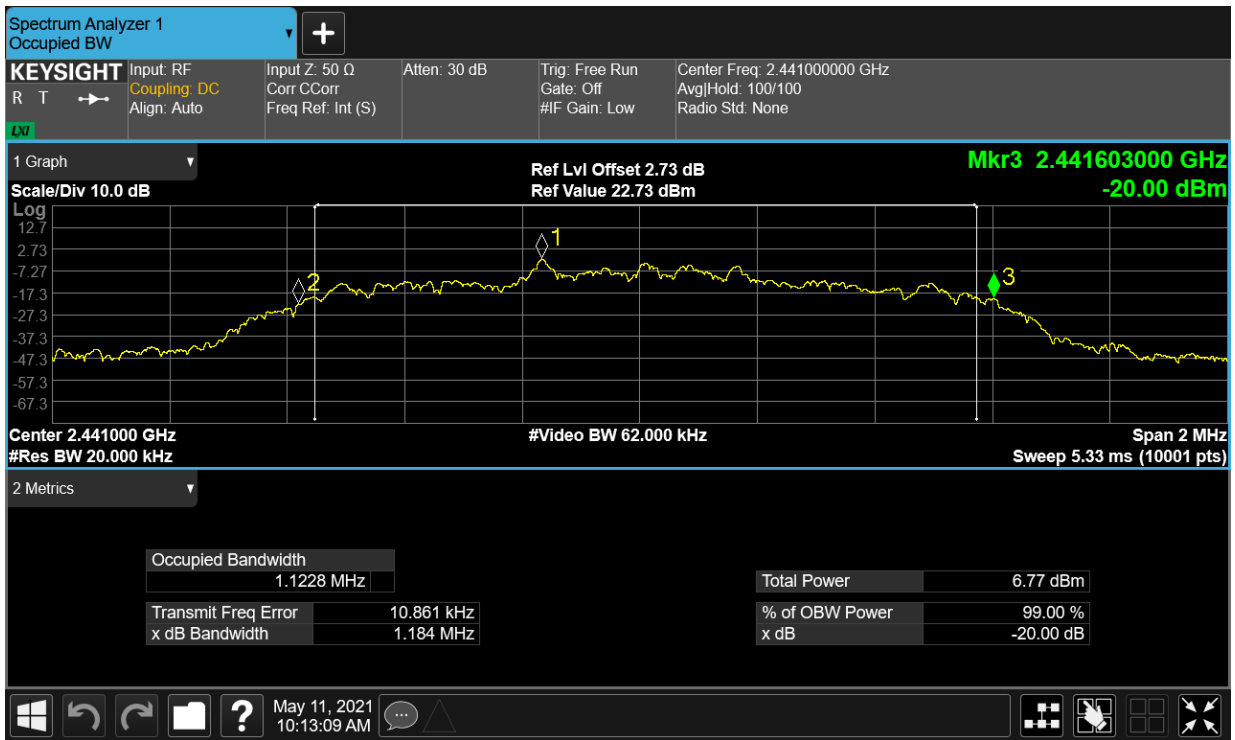 Spectrum Analyzer 1
Occupied BW
▼
+
KEYSIGHT
R T
LXI
Input: RF
Coupling: DC
Align: Auto
Input Z: 50 Ω
Corr CCorr
Freq Ref: Int (S)
Atten: 30 dB
Trig: Free Run
Gate: Off
#IF Gain: Low
Center Freq: 2.441000000 GHz
Avg|Hold: 100/100
Radio Std: None
1 Graph ▼
Scale/Div 10.0 dB
Ref Lvl Offset 2.73 dB
Ref Value 22.73 dBm
Mkr3 2.441603000 GHz
-20.00 dBm
Log
12.7
2.73
-7.27
-17.3
-27.3
-37.3
-47.3
-57.3
-67.3
1
2
3
Center 2.441000 GHz
#Res BW 20.000 kHz
#Video BW 62.000 kHz
Span 2 MHz
Sweep 5.33 ms (10001 pts)
2 Metrics ▼
Occupied Bandwidth
1.1228 MHz
Transmit Freq Error 10.861 kHz
x dB Bandwidth 1.184 MHz
Total Power 6.77 dBm
% of OBW Power 99.00 %
x dB -20.00 dB
?
May 11, 2021
10:13:09 AM